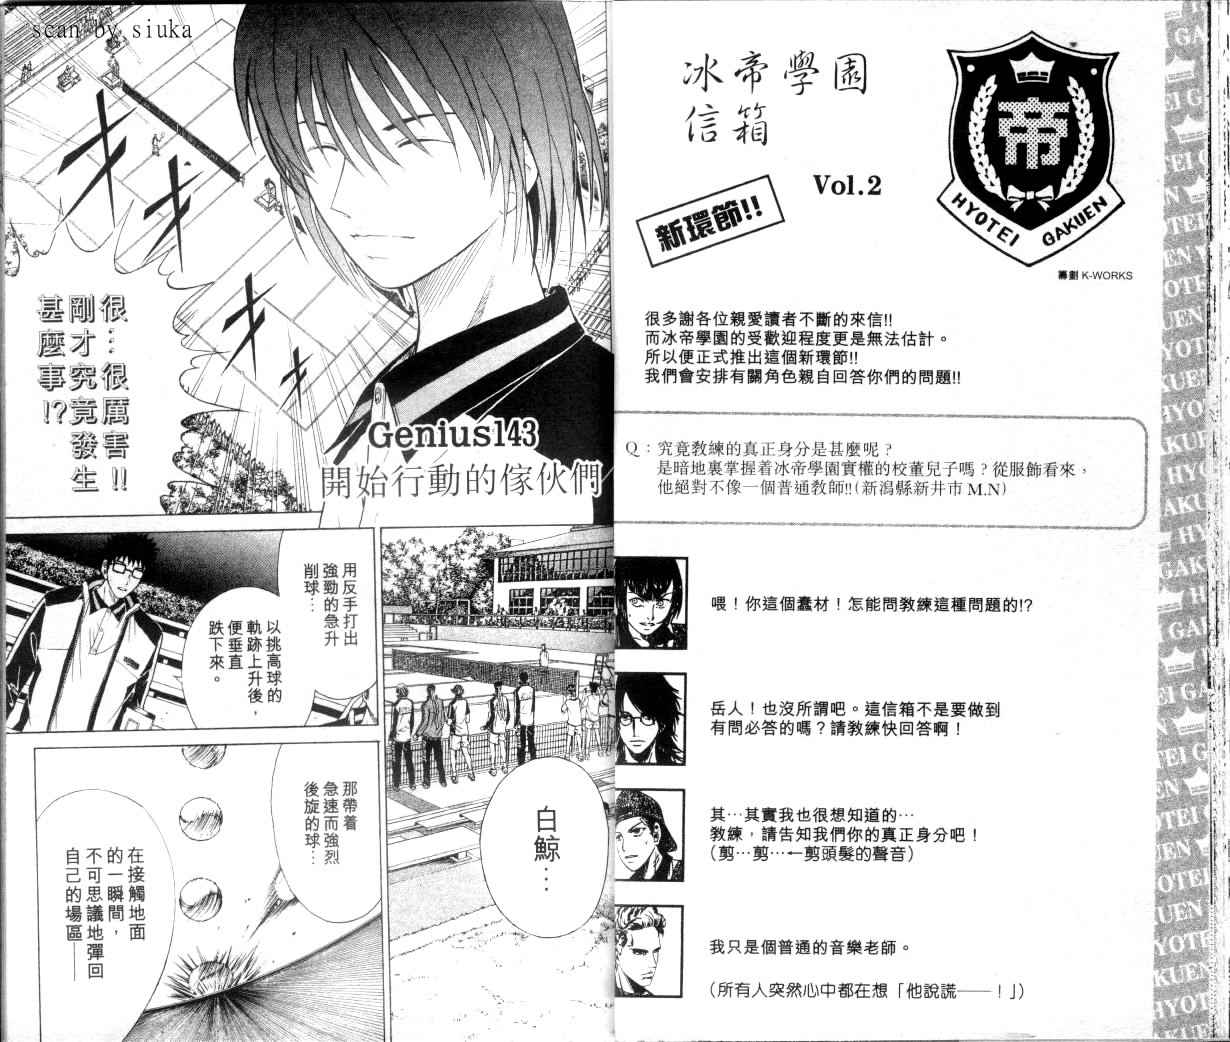 scan by siuka
冰帝學園
信箱
Vol.2
新環節!!
帝
HYOTEI GAKUEN
籌劃 K-WORKS
很多謝各位親愛讀者不斷的來信!!
而冰帝學園的受歡迎程度更是無法估計。
所以便正式推出這個新環節!!
我們會安排有關角色親自回答你們的問題!!
Q：究竟教練的真正身分是甚麼呢？
是暗地裏掌握着冰帝學園實權的校董兒子嗎？從服飾看來，
他絕對不像一個普通教師!!(新潟縣新井市 M.N)
喂！你這個蠢材！怎能問教練這種問題的!?
岳人！也沒所謂吧。這信箱不是要做到
有問必答的嗎？請教練快回答啊！
其…其實我也很想知道的…
教練，請告知我們你的真正身分吧！
(剪…剪…←剪頭髮的聲音)
我只是個普通的音樂老師。
(所有人突然心中都在想「他說謊——！」)
HYOTEI GAKUEN
很…很厲害!!
剛才究竟發生
甚麼事!?
Genius143
開始行動的傢伙們
用反手打出
強勁的急升
削球…
以挑高球的
軌跡上升後，
便垂直
跌下來。
那帶着
急速而強烈
後旋的球…
在接觸地面
的一瞬間，
不可思議地彈回
自己的場區——
白鯨…